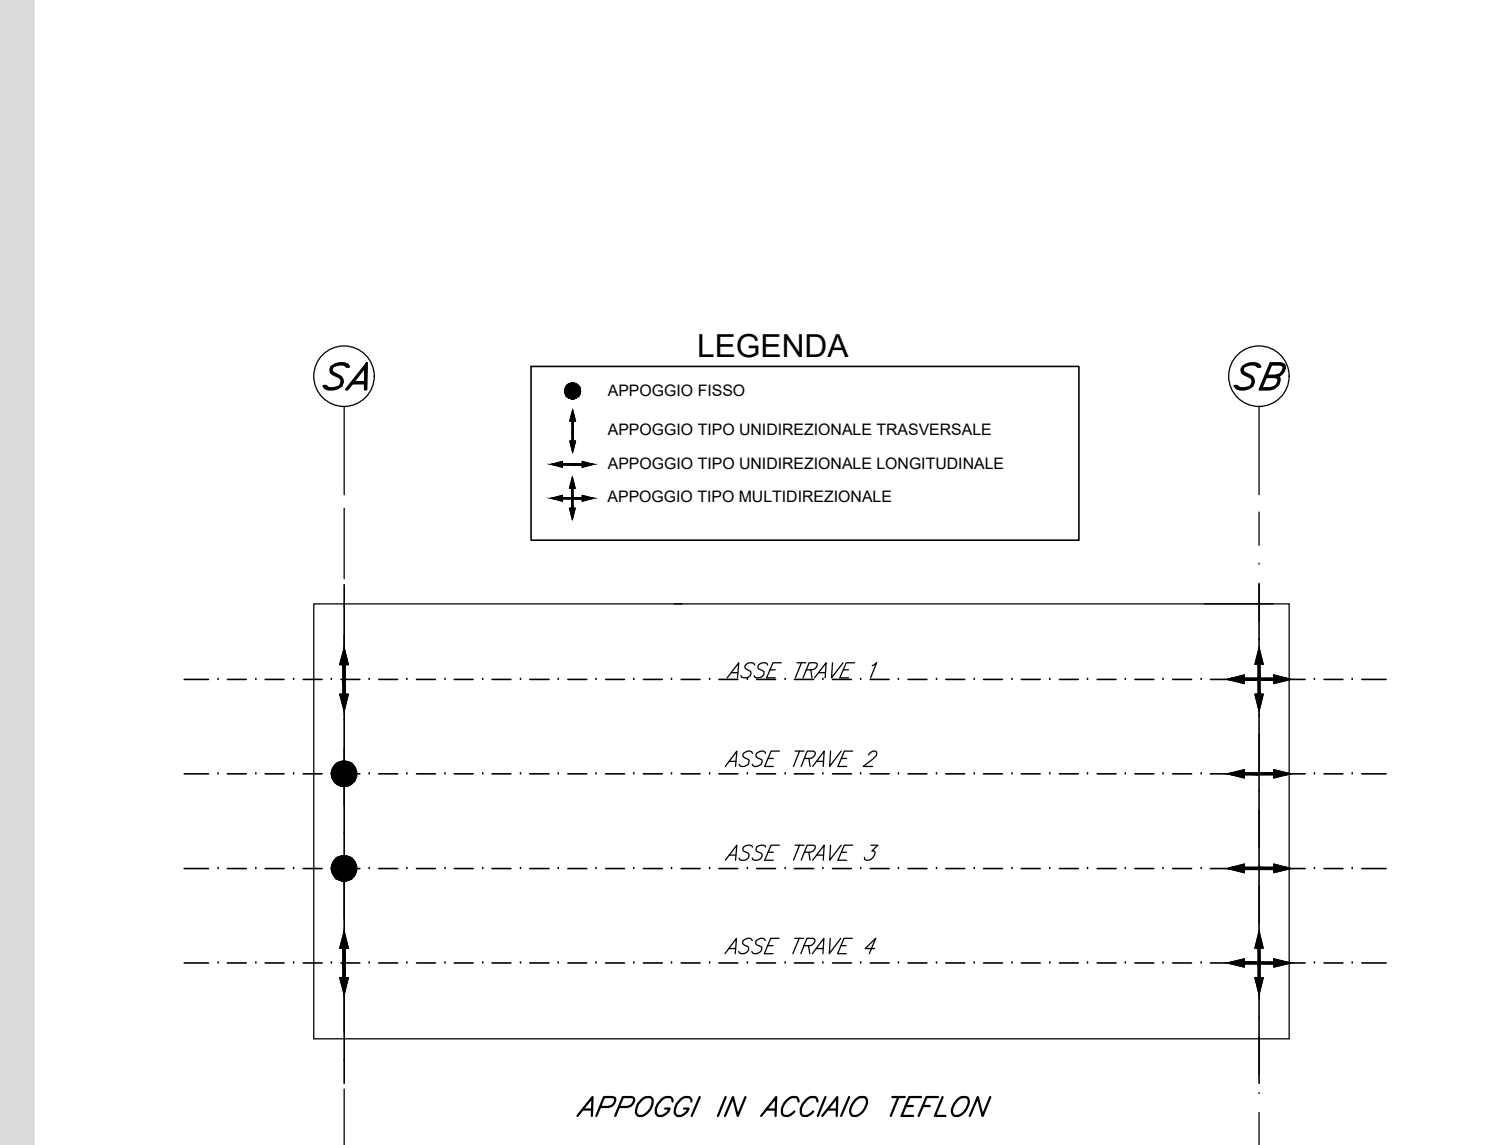 LEGENDA
SA
SB
APPOGGIO FISSO
APPOGGIO TIPO UNIDIREZIONALE TRASVERSALE
APPOGGIO TIPO UNIDIREZIONALE LONGITUDINALE
APPOGGIO TIPO MULTIDIREZIONALE
ASSE TRAVE 1
ASSE TRAVE 2
ASSE TRAVE 3
ASSE TRAVE 4
APPOGGI IN ACCIAIO TEFLON